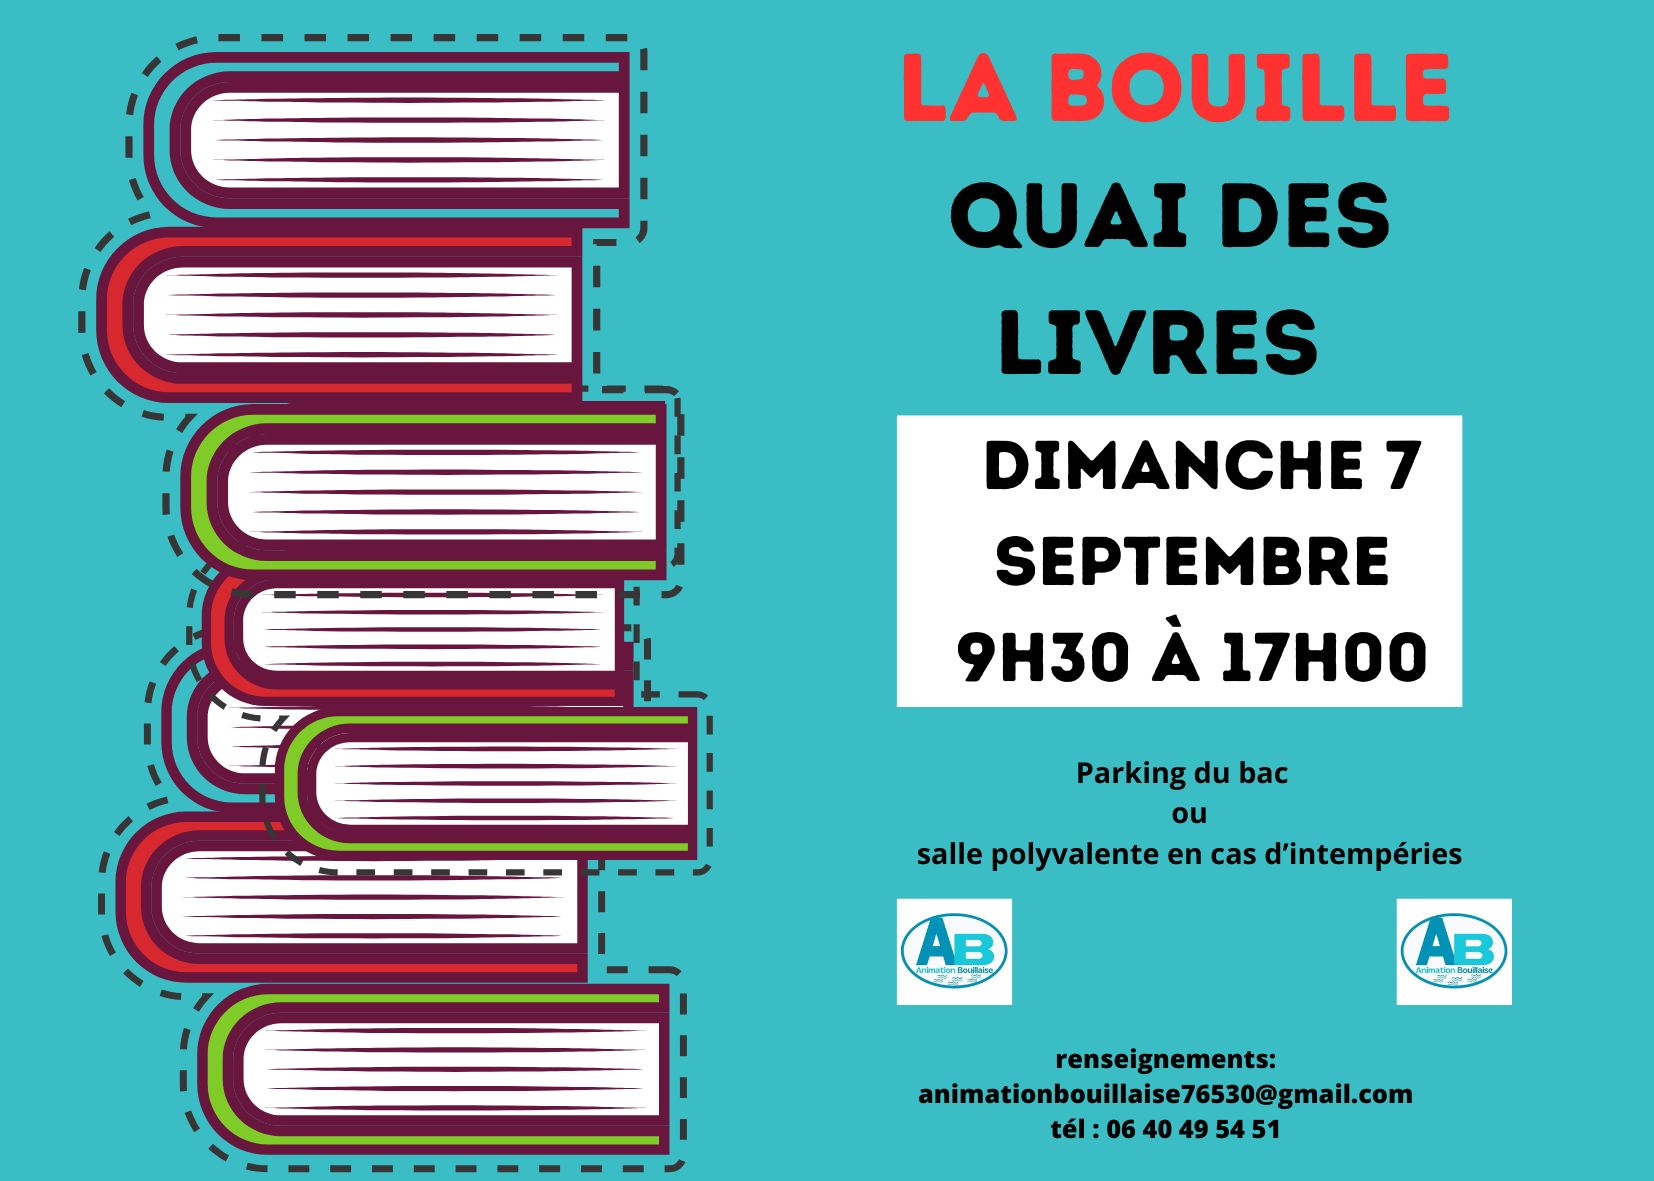 LA BOUILLE
QUAI DES
LIVRES
DIMANCHE 7
SEPTEMBRE
9H30 À 17H00
Parking du bac
ou
salle polyvalente en cas d’intempéries
AB
Animation Bouillaise
AB
Animation Bouillaise
renseignements:
animationbouillaise76530@gmail.com
tél : 06 40 49 54 51